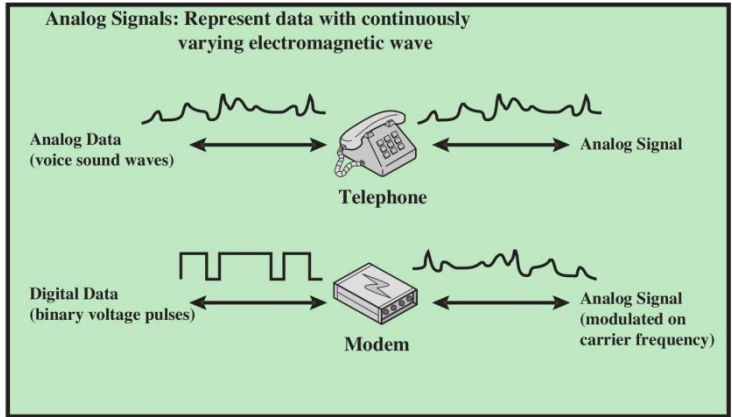 Analog Signals: Represent data with continuously
varying electromagnetic wave
Analog Data
(voice sound waves)
Analog Signal
Telephone
Digital Data
(binary voltage pulses)
Analog Signal
(modulated on
carrier frequency)
Modem